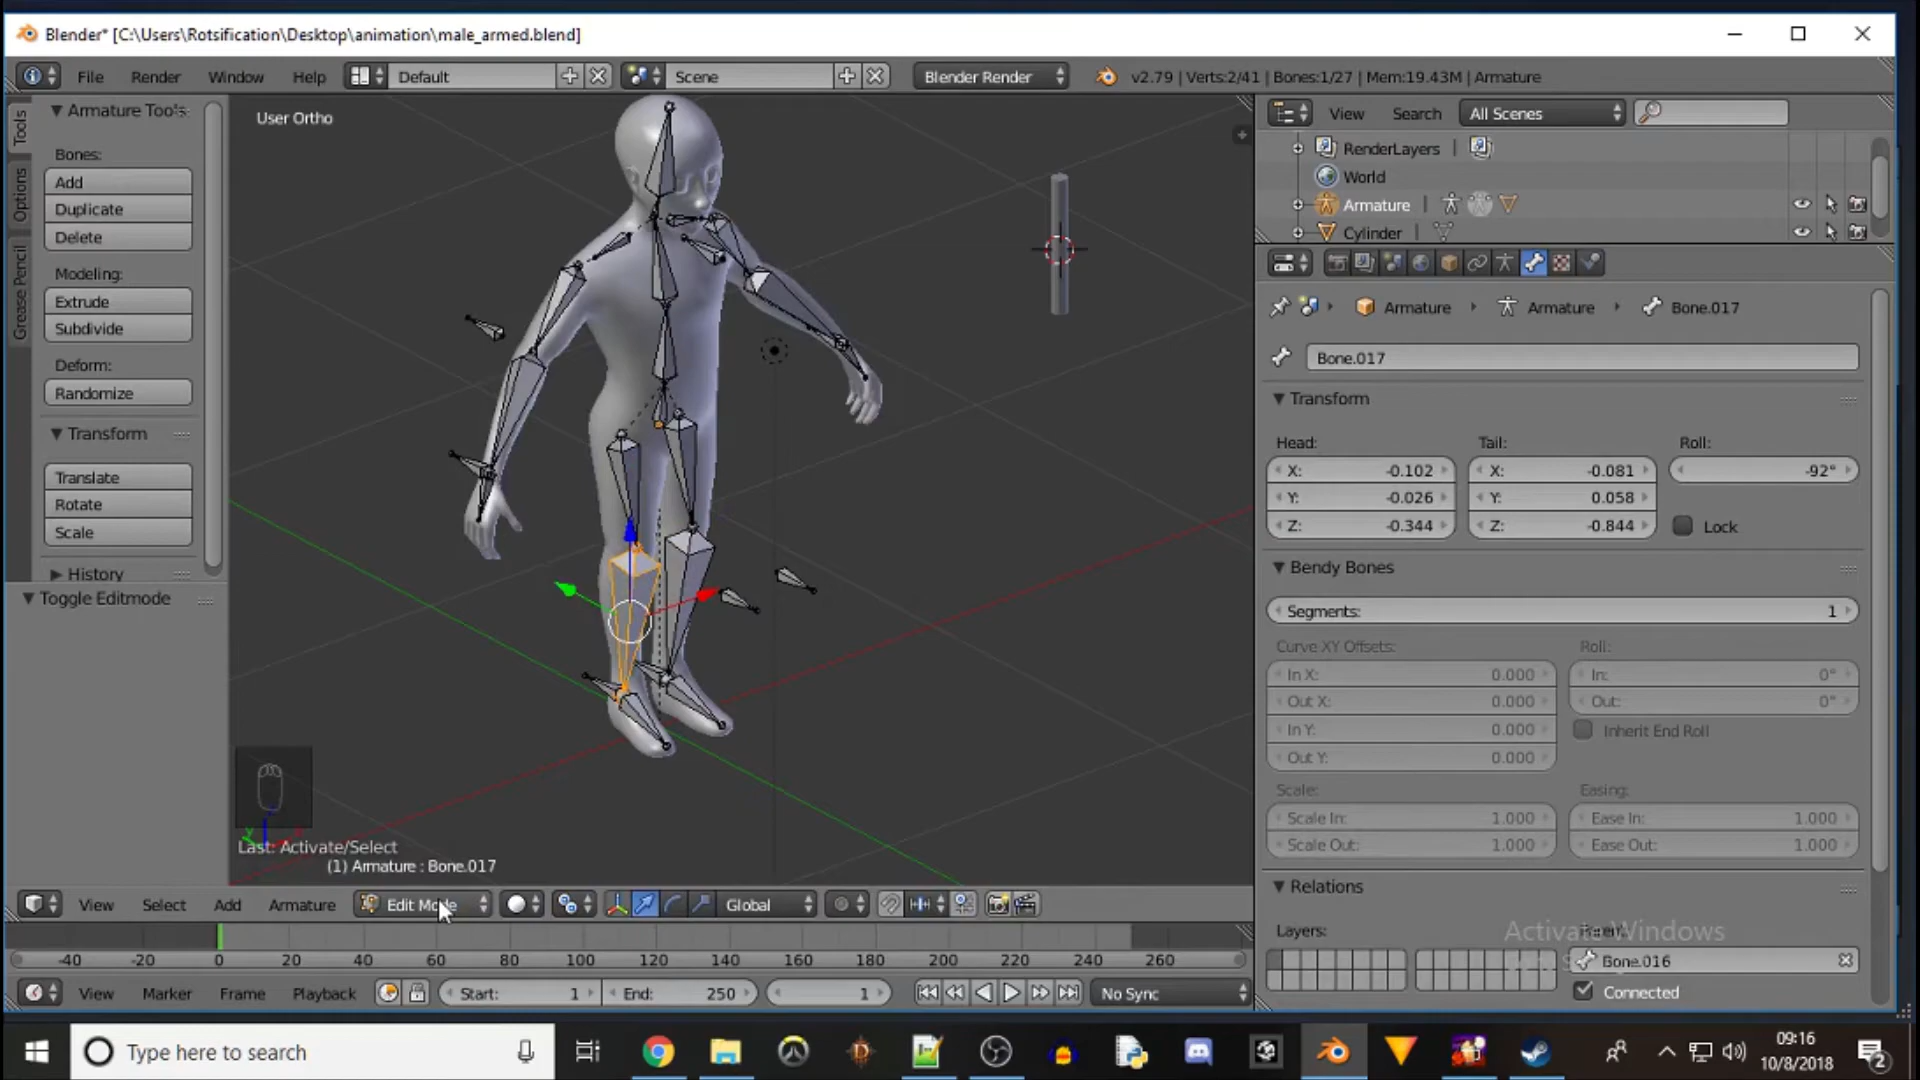 Blender* [C:\Users\Rotsification\Desktop\animation\male_armed.blend]
File Render Window Help Default Scene Blender Render v2.79 | Verts:2/41 | Bones:1/27 | Mem:19.43M | Armature
Tools
Options
Grease Pencil
Armature Tools
Bones:
Add
Duplicate
Delete
Modeling:
Extrude
Subdivide
Deform:
Randomize
Transform
Translate
Rotate
Scale
History
Toggle Editmode
User Ortho
Last: Activate/Select
(1) Armature : Bone.017
View Select Add Armature Edit Mode Global
-40 -20 0 20 40 60 80 100 120 140 160 180 200 220 240 260
View Marker Frame Playback Start: 1 End: 250 1 No Sync
View Search All Scenes
RenderLayers |
World
Armature |
Cylinder |
Armature Armature Bone.017
Bone.017
Transform
Head: Tail: Roll:
X: -0.102 X: -0.081 -92°
Y: -0.026 Y: 0.058
Z: -0.344 Z: -0.844 Lock
Bendy Bones
Segments: 1
Curve XY Offsets: Roll:
In X: 0.000 In: 0°
Out X: 0.000 Out: 0°
In Y: 0.000 Inherit End Roll
Out Y: 0.000
Scale: Easing:
Scale In: 1.000 Ease In: 1.000
Scale Out: 1.000 Ease Out: 1.000
Relations
Activate Windows
Layers:
Bone.016
Connected
Type here to search
09:16
10/8/2018
2